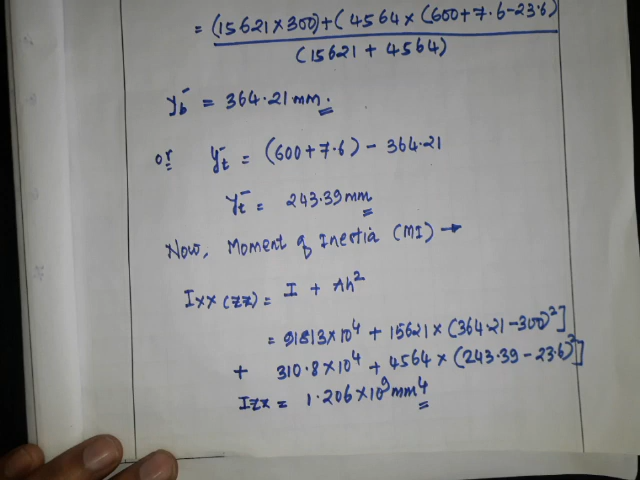 = (15621 × 300) + (4564 × (600 + 7.6 - 23.6)
(15621 + 4564)
ȳb = 364.21 mm.
or ȳt = (600 + 7.6) - 364.21
ȳt = 243.39 mm
Now, Moment of Inertia (MI) →
Ixx (zz) = I + Ah²
= 91813 × 10⁴ + 15621 × (364.21 - 300)²]
+ 310.8 × 10⁴ + 4564 × (243.39 - 23.6)²]
Izx = 1.206 × 10⁹ mm⁴